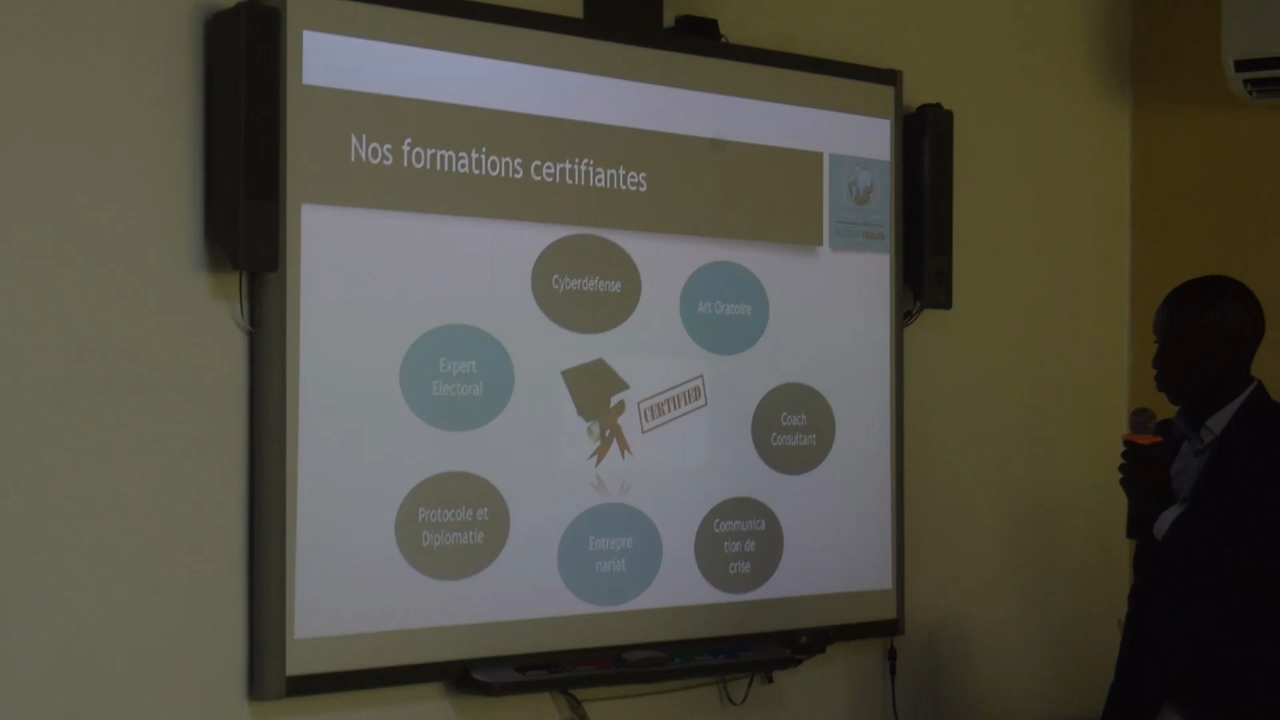 Nos formations certifiantes
Cyberdéfense
Art Oratoire
Expert
Electoral
CERTIFIED
Coach
Consultant
Protocole et
Diplomatie
Entrepre
nariat
Communica
tion de
crise